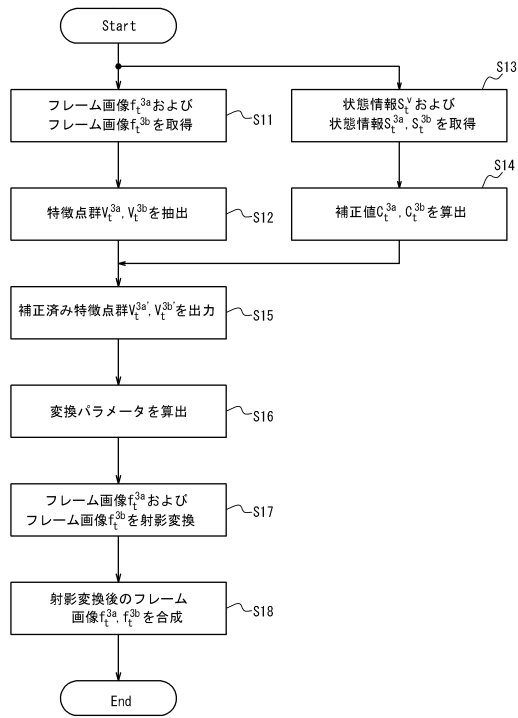 Start
フレーム画像f_t^3aおよび
フレーム画像f_t^3bを取得
S11
状態情報S_t^vおよび
状態情報S_t^3a, S_t^3bを取得
S13
特徴点群V_t^3a, V_t^3bを抽出
S12
補正値C_t^3a, C_t^3bを算出
S14
補正済み特徴点群V_t^3a', V_t^3b'を出力
S15
変換パラメータを算出
S16
フレーム画像f_t^3aおよび
フレーム画像f_t^3bを射影変換
S17
射影変換後のフレーム
画像f_t^3a, f_t^3bを合成
S18
End